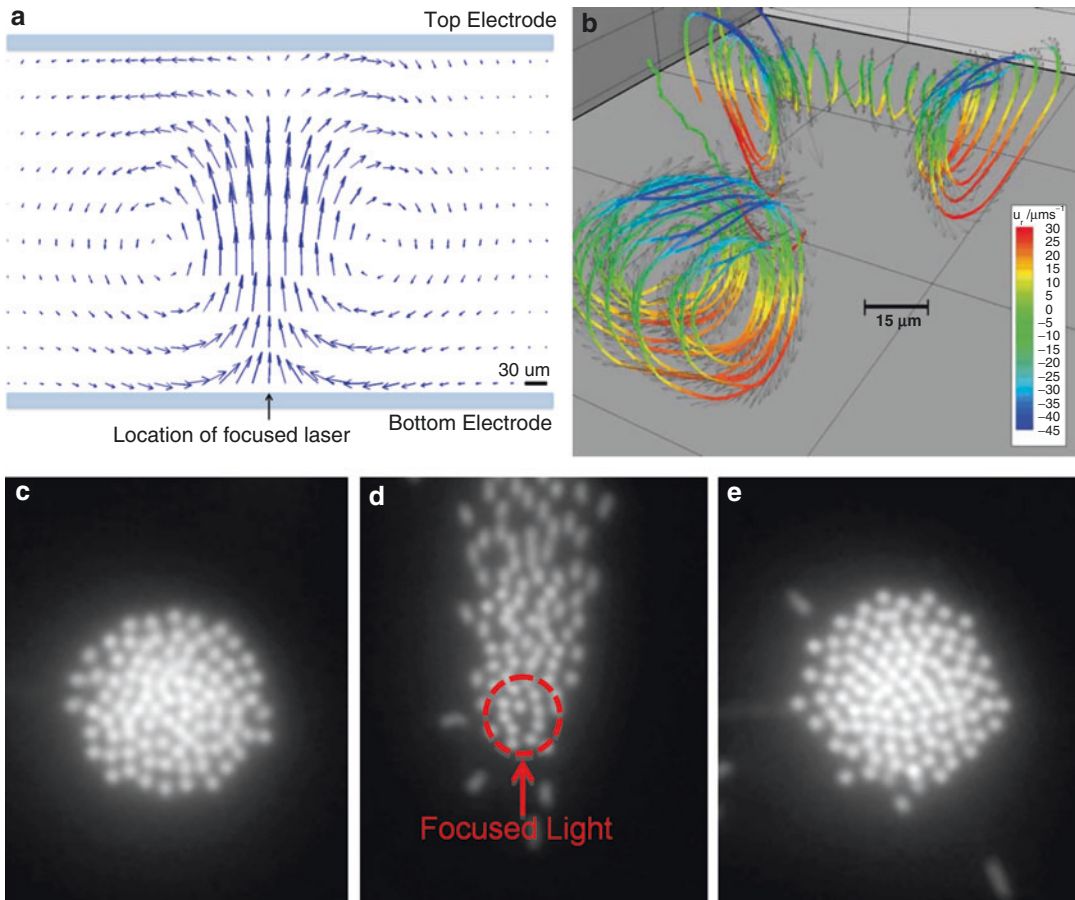 a
Top Electrode
30 um
Location of focused laser
Bottom Electrode
b
15 μm
uᵣ /μms⁻¹
30
25
20
15
10
5
0
−5
−10
−15
−20
−25
−30
−35
−40
−45
c
d
Focused Light
e